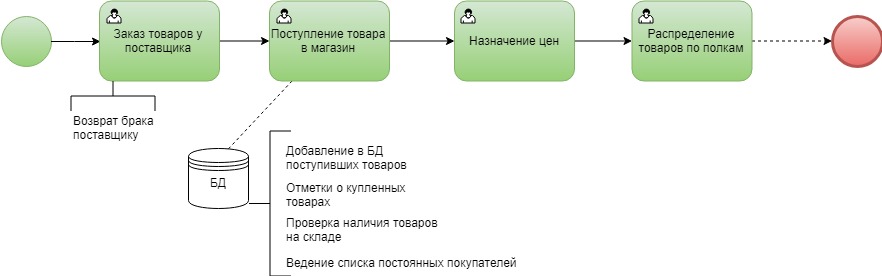 Заказ товаров у
поставщика
Поступление товара
в магазин
Назначение цен
Распределение
товаров по полкам
Возврат брака
поставщику
БД
Добавление в БД
поступивших товаров
Отметки о купленных
товарах
Проверка наличия товаров
на складе
Ведение списка постоянных покупателей